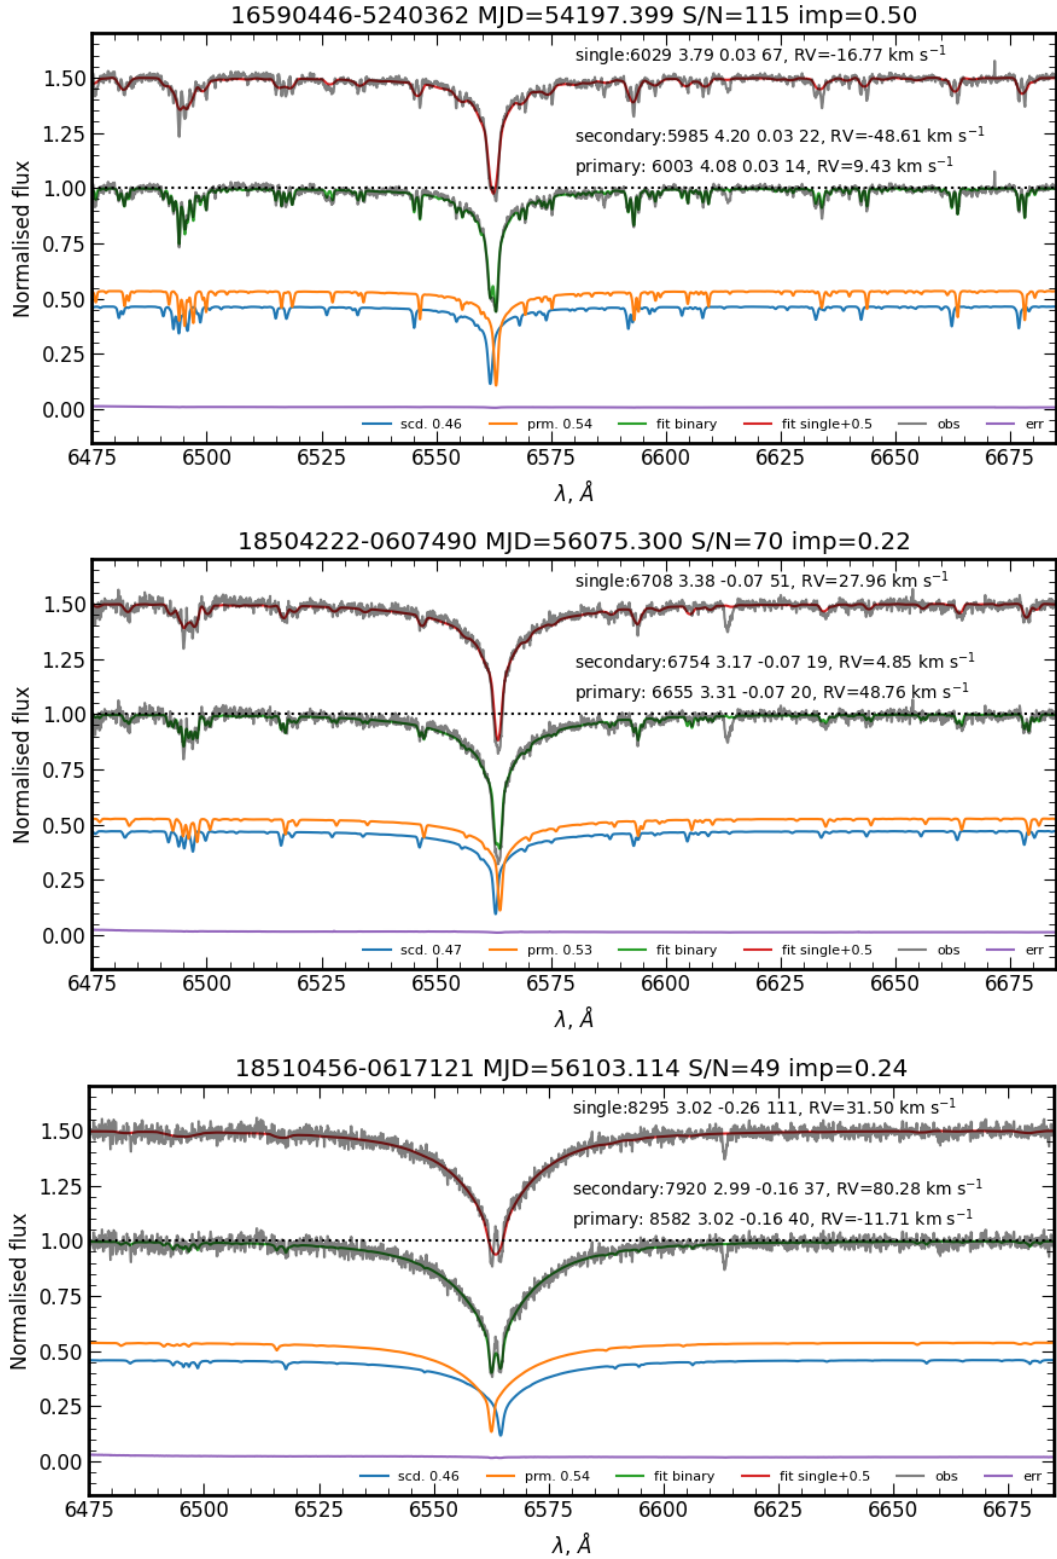 16590446-5240362 MJD=54197.399 S/N=115 imp=0.50
single:6029 3.79 0.03 67, RV=-16.77 km s⁻¹
secondary:5985 4.20 0.03 22, RV=-48.61 km s⁻¹
primary: 6003 4.08 0.03 14, RV=9.43 km s⁻¹
1.50
1.25
1.00
0.75
0.50
0.25
0.00
Normalised flux
scd. 0.46 prm. 0.54 fit binary fit single+0.5 obs err
6475 6500 6525 6550 6575 6600 6625 6650 6675
λ, Å
18504222-0607490 MJD=56075.300 S/N=70 imp=0.22
single:6708 3.38 -0.07 51, RV=27.96 km s⁻¹
secondary:6754 3.17 -0.07 19, RV=4.85 km s⁻¹
primary: 6655 3.31 -0.07 20, RV=48.76 km s⁻¹
1.50
1.25
1.00
0.75
0.50
0.25
0.00
Normalised flux
scd. 0.47 prm. 0.53 fit binary fit single+0.5 obs err
6475 6500 6525 6550 6575 6600 6625 6650 6675
λ, Å
18510456-0617121 MJD=56103.114 S/N=49 imp=0.24
single:8295 3.02 -0.26 111, RV=31.50 km s⁻¹
secondary:7920 2.99 -0.16 37, RV=80.28 km s⁻¹
primary: 8582 3.02 -0.16 40, RV=-11.71 km s⁻¹
1.50
1.25
1.00
0.75
0.50
0.25
0.00
Normalised flux
scd. 0.46 prm. 0.54 fit binary fit single+0.5 obs err
6475 6500 6525 6550 6575 6600 6625 6650 6675
λ, Å